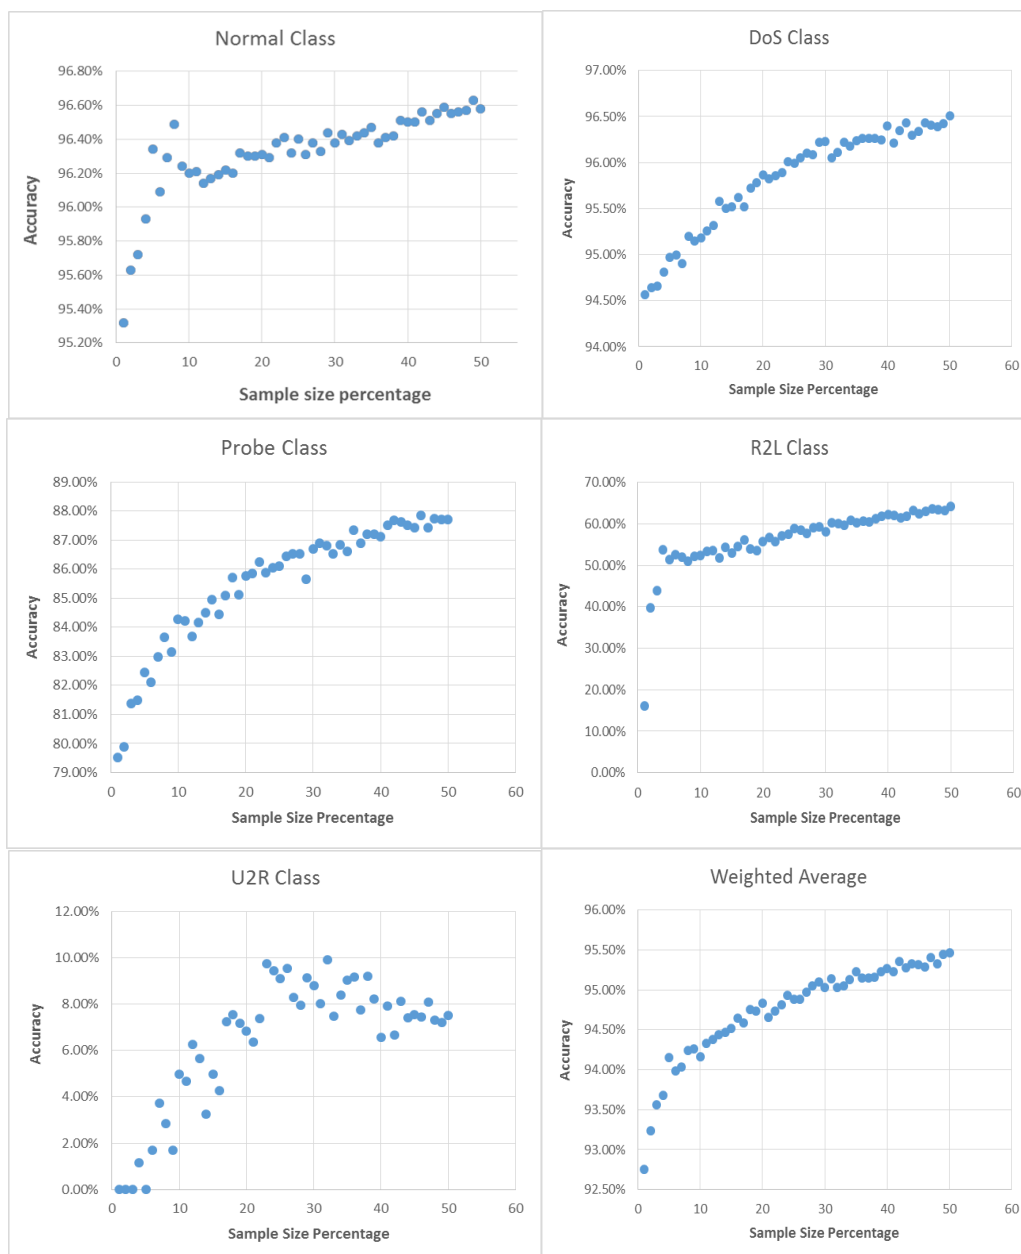 Normal Class
96.80%
96.60%
96.40%
96.20%
96.00%
95.80%
95.60%
95.40%
95.20%
Accuracy
0 10 20 30 40 50
Sample size percentage
DoS Class
97.00%
96.50%
96.00%
95.50%
95.00%
94.50%
94.00%
Accuracy
0 10 20 30 40 50 60
Sample Size Percentage
Probe Class
89.00%
88.00%
87.00%
86.00%
85.00%
84.00%
83.00%
82.00%
81.00%
80.00%
79.00%
Accuracy
0 10 20 30 40 50 60
Sample Size Precentage
R2L Class
70.00%
60.00%
50.00%
40.00%
30.00%
20.00%
10.00%
0.00%
Accuracy
0 10 20 30 40 50 60
Sample Size Percentage
U2R Class
12.00%
10.00%
8.00%
6.00%
4.00%
2.00%
0.00%
Accuracy
0 10 20 30 40 50 60
Sample Size Percentage
Weighted Average
96.00%
95.50%
95.00%
94.50%
94.00%
93.50%
93.00%
92.50%
Accuracy
0 10 20 30 40 50 60
Sample Size Percentage